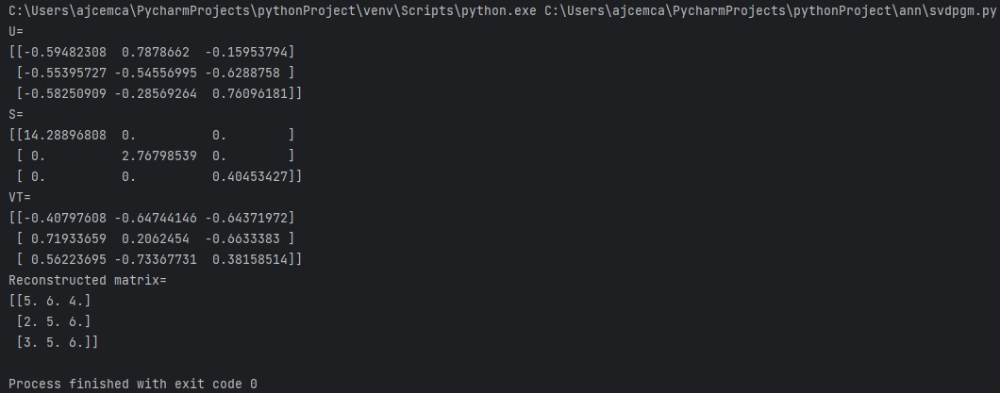 C:\Users\ajcemca\PycharmProjects\pythonProject\venv\Scripts\python.exe C:\Users\ajcemca\PycharmProjects\pythonProject\ann\svdpgm.py
U=
[[-0.59482308  0.7878662  -0.15953794]
 [-0.55395727 -0.54556995 -0.6288758 ]
 [-0.58250909 -0.28569264  0.76096181]]
S=
[[14.28896808  0.          0.        ]
 [ 0.          2.76798539  0.        ]
 [ 0.          0.          0.40453427]]
VT=
[[-0.40797608 -0.64744146 -0.64371972]
 [ 0.71933659  0.2062454  -0.6633383 ]
 [ 0.56223695 -0.73367731  0.38158514]]
Reconstructed matrix=
[[5. 6. 4.]
 [2. 5. 6.]
 [3. 5. 6.]]
Process finished with exit code 0